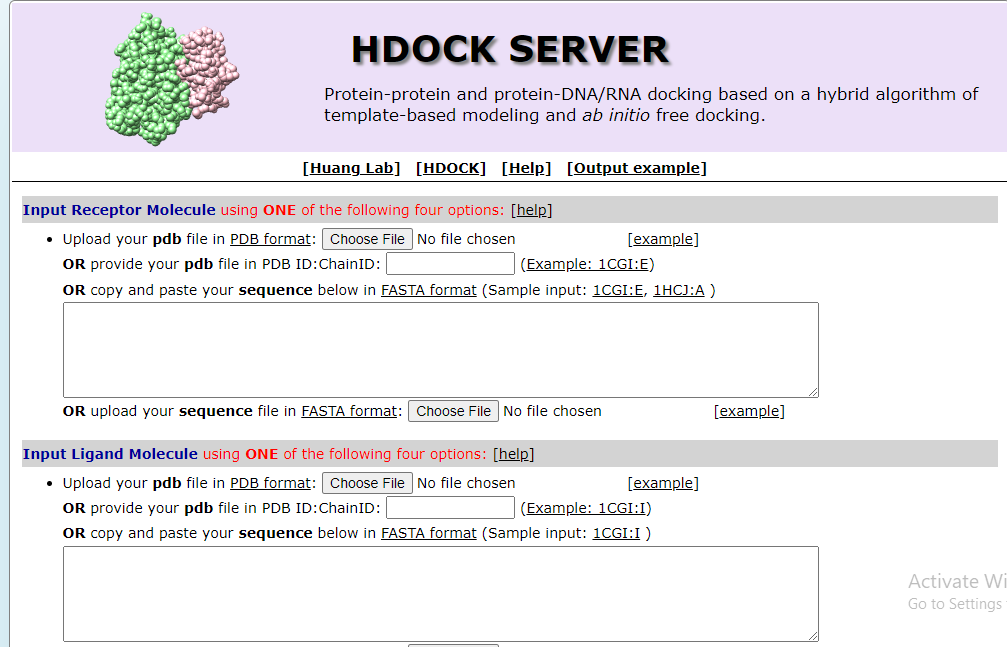 HDOCK SERVER
Protein-protein and protein-DNA/RNA docking based on a hybrid algorithm of
template-based modeling and ab initio free docking.
[Huang Lab] [HDOCK] [Help] [Output example]
Input Receptor Molecule using ONE of the following four options: [help]
• Upload your pdb file in PDB format: Choose File No file chosen [example]
OR provide your pdb file in PDB ID:ChainID: (Example: 1CGI:E)
OR copy and paste your sequence below in FASTA format (Sample input: 1CGI:E, 1HCJ:A )
OR upload your sequence file in FASTA format: Choose File No file chosen [example]
Input Ligand Molecule using ONE of the following four options: [help]
• Upload your pdb file in PDB format: Choose File No file chosen [example]
OR provide your pdb file in PDB ID:ChainID: (Example: 1CGI:I)
OR copy and paste your sequence below in FASTA format (Sample input: 1CGI:I )
Activate Wi
Go to Settings